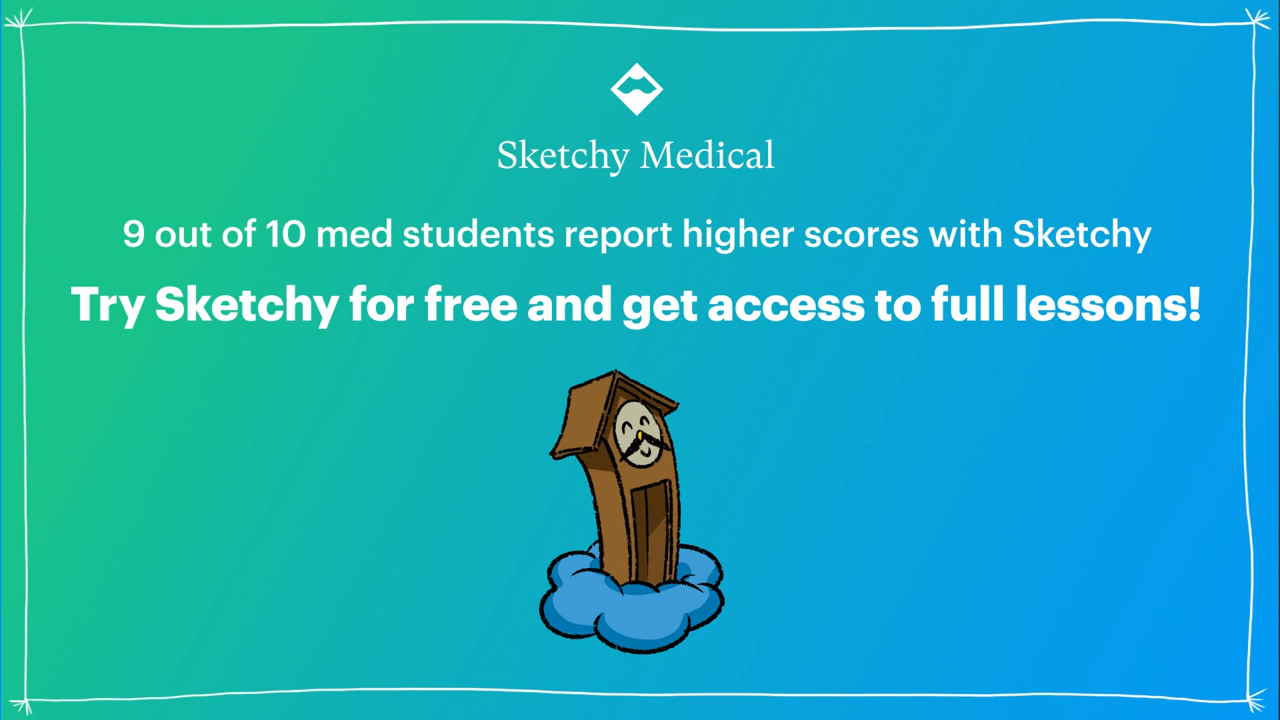 Sketchy Medical
9 out of 10 med students report higher scores with Sketchy
Try Sketchy for free and get access to full lessons!